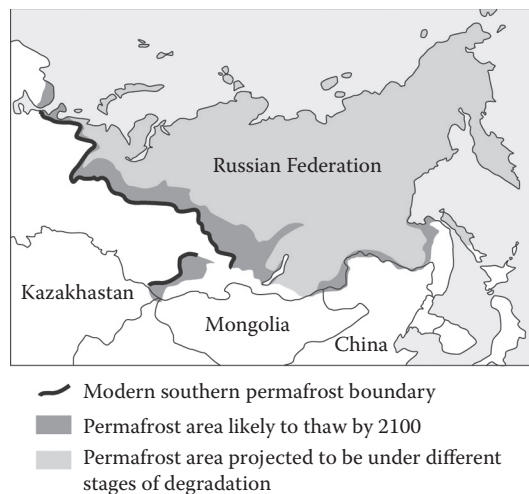 Russian Federation
Kazakhastan
Mongolia
China
Modern southern permafrost boundary
Permafrost area likely to thaw by 2100
Permafrost area projected to be under different
stages of degradation